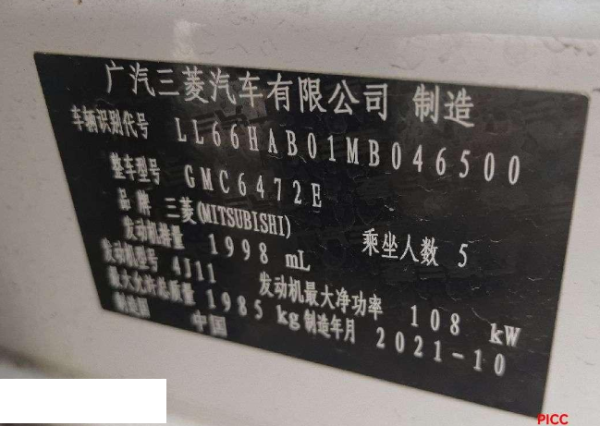 广汽三菱汽车有限公司 制造
车辆识别代号 LL66HAB01MB046500
整车型号 GMC6472E
品牌 三菱(MITSUBISHI)
发动机排量 1998 mL 乘坐人数 5
发动机型号 4J11 发动机最大净功率 108 kW
最大允许总质量 1985 kg 制造年月 2021-10
制造国 中国
PICC